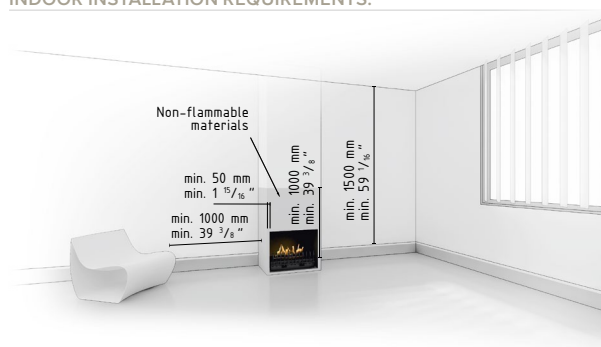 INDOOR INSTALLATION REQUIREMENTS:
Non-flammable
materials
min. 50 mm
min. 1 15/16 "
min. 1000 mm
min. 39 3/8 "
min. 1000 mm
min. 39 3/8 "
min. 1500 mm
min. 59 1/16 "